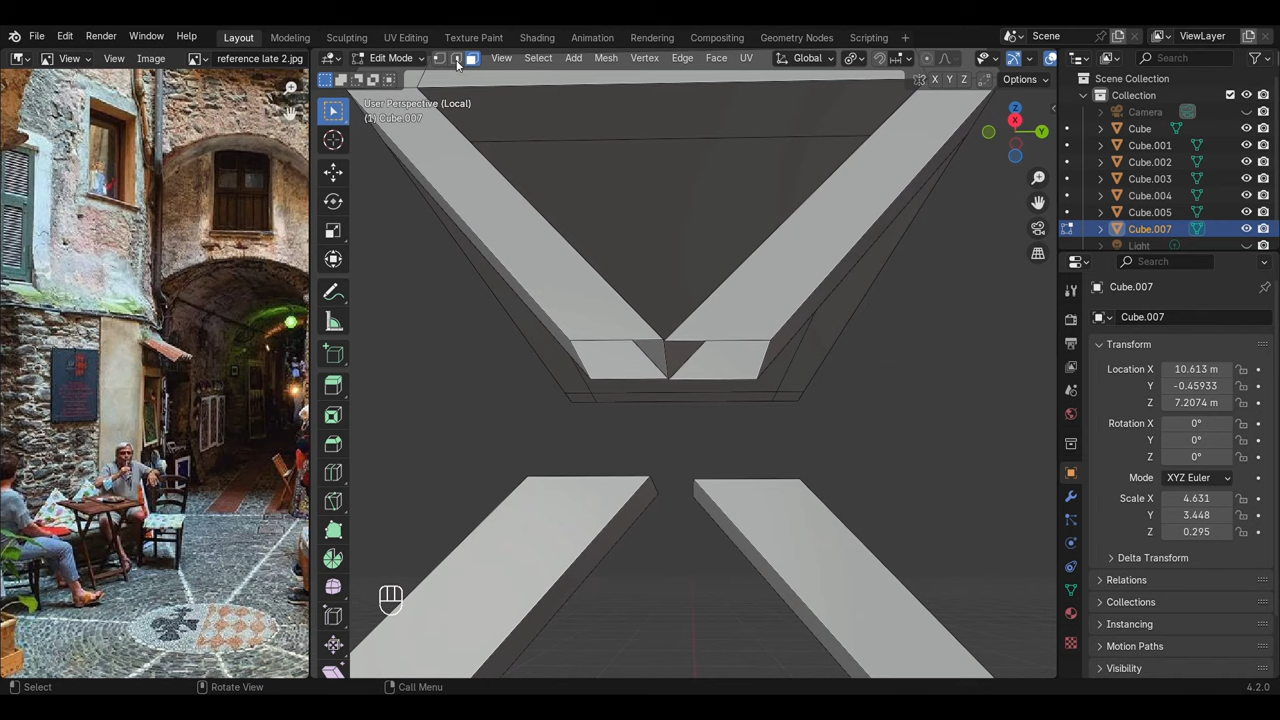 File Edit Render Window Help Layout Modeling Sculpting UV Editing Texture Paint Shading Animation Rendering Compositing Geometry Nodes Scripting Scene ViewLayer
View View Image reference late 2.jpg Edit Mode View Select Add Mesh Vertex Edge Face UV Global Search
X Y Z Options
Scene Collection
Collection
Camera
Cube
Cube.001
Cube.002
Cube.003
Cube.004
Cube.005
Cube.007
Light
User Perspective (Local)
(1) Cube.007
Z
X
Y
Search
Cube.007
Cube.007
Transform
Location X 10.613 m
Y -0.45933
Z 7.2074 m
Rotation X 0°
Y 0°
Z 0°
Mode XYZ Euler
Scale X 4.631
Y 3.448
Z 0.295
Delta Transform
Relations
Collections
Instancing
Motion Paths
Visibility
Select Rotate View Call Menu 4.2.0